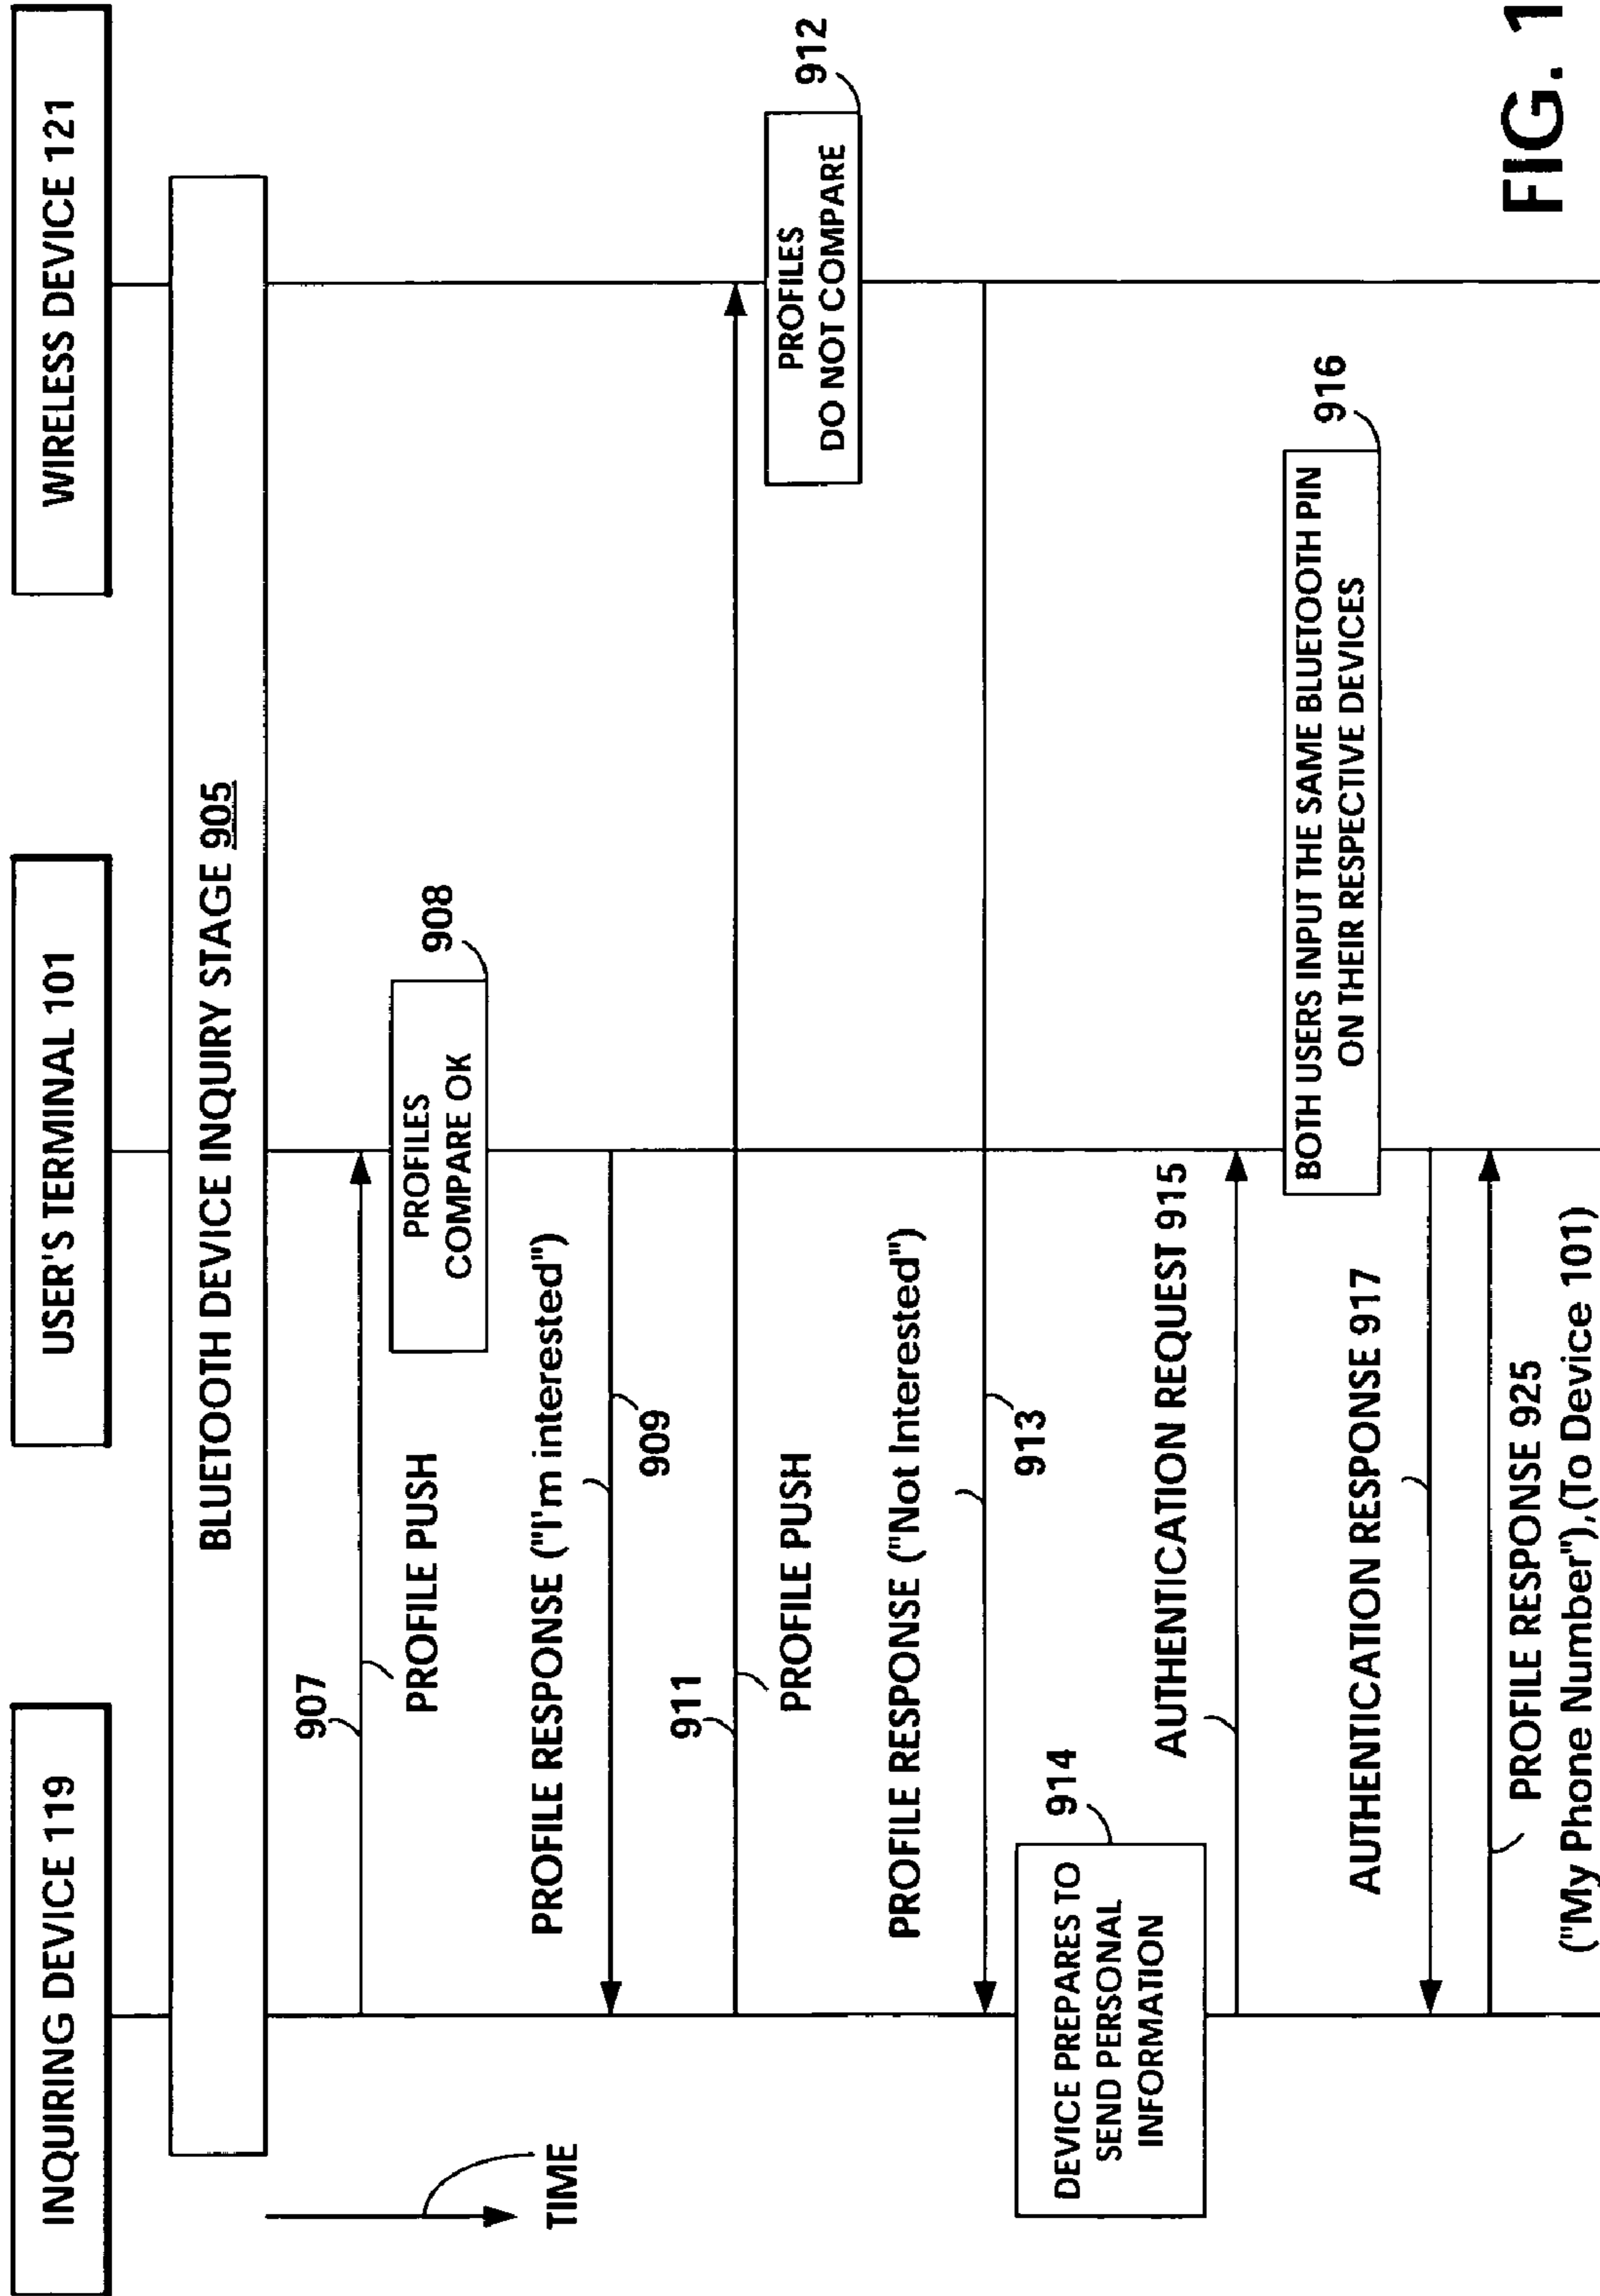 INQUIRING DEVICE 119
USER'S TERMINAL 101
WIRELESS DEVICE 121
BLUETOOTH DEVICE INQUIRY STAGE 905
TIME
907
PROFILE PUSH
PROFILES
COMPARE OK
908
PROFILE RESPONSE ("I'm interested")
909
911
PROFILE PUSH
PROFILES
DO NOT COMPARE
912
PROFILE RESPONSE ("Not Interested")
913
DEVICE PREPARES TO
SEND PERSONAL
INFORMATION
914
AUTHENTICATION REQUEST 915
BOTH USERS INPUT THE SAME BLUETOOTH PIN
ON THEIR RESPECTIVE DEVICES
916
AUTHENTICATION RESPONSE 917
PROFILE RESPONSE 925
("My Phone Number"),(To Device 101)
FIG. 1